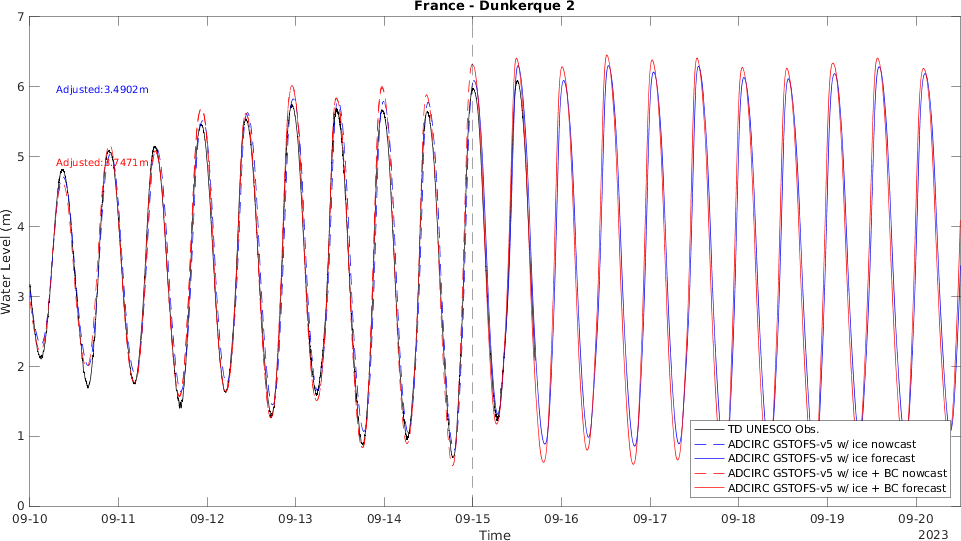 France - Dunkerque 2
7
6
5
4
3
2
1
0
Water Level (m)
Adjusted:3.4902m
Adjusted:3.7471m
TD UNESCO Obs.
ADCIRC GSTOFS-v5 w/ ice nowcast
ADCIRC GSTOFS-v5 w/ ice forecast
ADCIRC GSTOFS-v5 w/ ice + BC nowcast
ADCIRC GSTOFS-v5 w/ ice + BC forecast
09-10 09-11 09-12 09-13 09-14 09-15 09-16 09-17 09-18 09-19 09-20
Time
2023